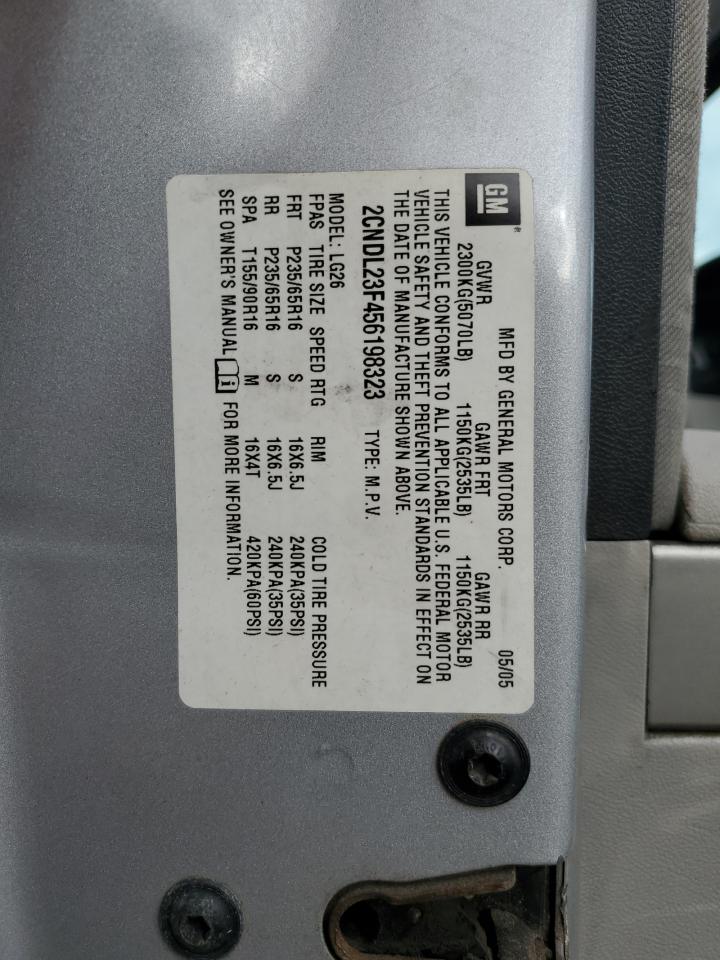 GM®
MFD BY GENERAL MOTORS CORP. 05/05
GVWR GAWR FRT GAWR RR
2300KG(5070LB) 1150KG(2535LB) 1150KG(2535LB)
THIS VEHICLE CONFORMS TO ALL APPLICABLE U.S. FEDERAL MOTOR
VEHICLE SAFETY AND THEFT PREVENTION STANDARDS IN EFFECT ON
THE DATE OF MANUFACTURE SHOWN ABOVE.
2CNDL23F456198323 TYPE: M.P.V.
MODEL: LG26
FPAS TIRE SIZE SPEED RTG RIM COLD TIRE PRESSURE
FRT P235/65R16 S 16X6.5J 240KPA(35PSI)
RR P235/65R16 S 16X6.5J 240KPA(35PSI)
SPA T155/90R16 M 16X4T 420KPA(60PSI)
SEE OWNER'S MANUAL i FOR MORE INFORMATION.